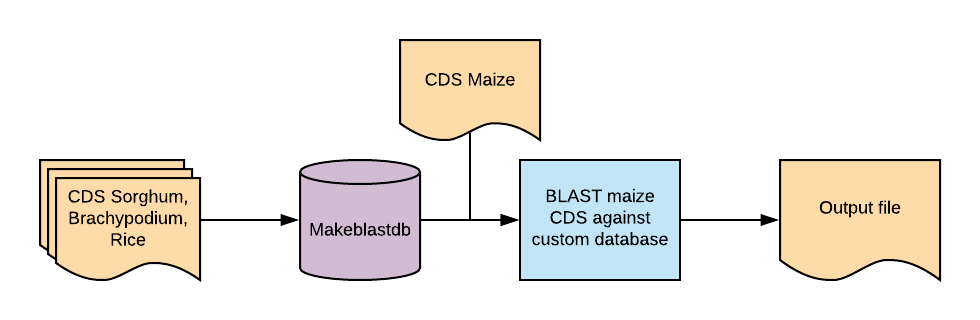 CDS Maize
CDS Sorghum,
Brachypodium,
Rice
Makeblastdb
BLAST maize
CDS against
custom database
Output file